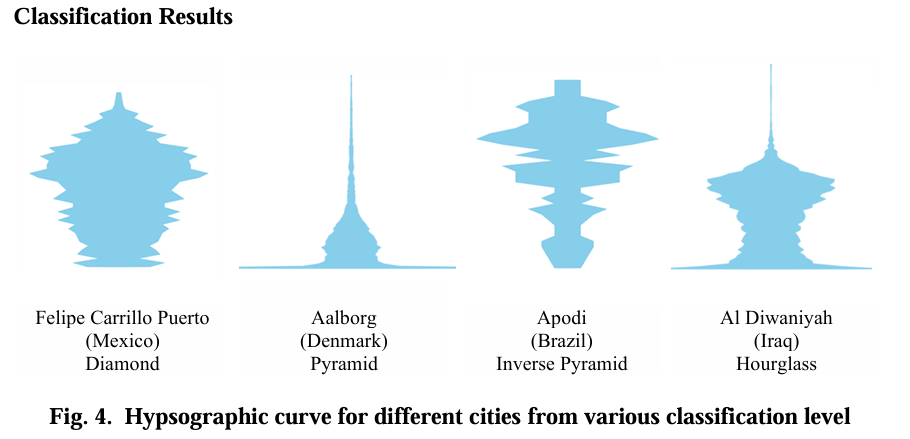 Classification Results
Felipe Carrillo Puerto
(Mexico)
Diamond
Aalborg
(Denmark)
Pyramid
Apodi
(Brazil)
Inverse Pyramid
Al Diwaniyah
(Iraq)
Hourglass
Fig. 4. Hypsographic curve for different cities from various classification level